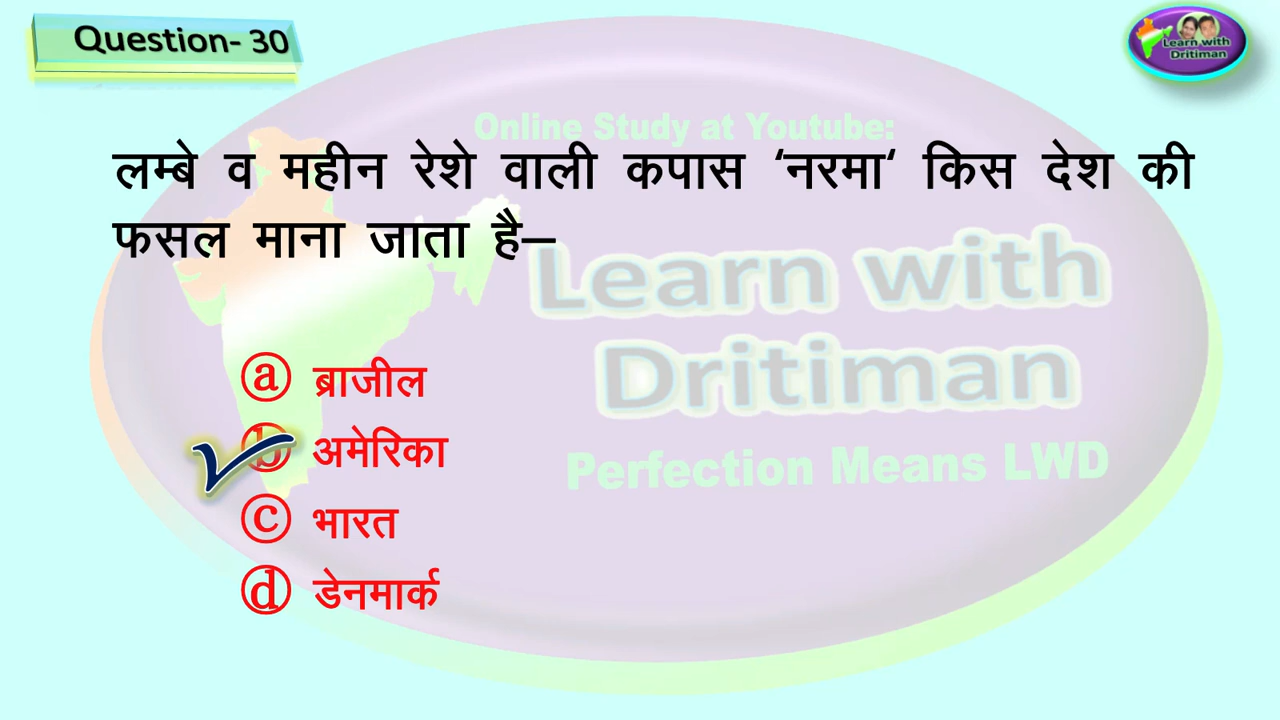 Question- 30
Learn with
Dritiman
Online Study at Youtube:
लम्बे व महीन रेशे वाली कपास ‘नरमा‘ किस देश की
फसल माना जाता है–
Learn with
Dritiman
Perfection Means LWD
ⓐ ब्राजील
ⓑ अमेरिका
ⓒ भारत
ⓓ डेनमार्क